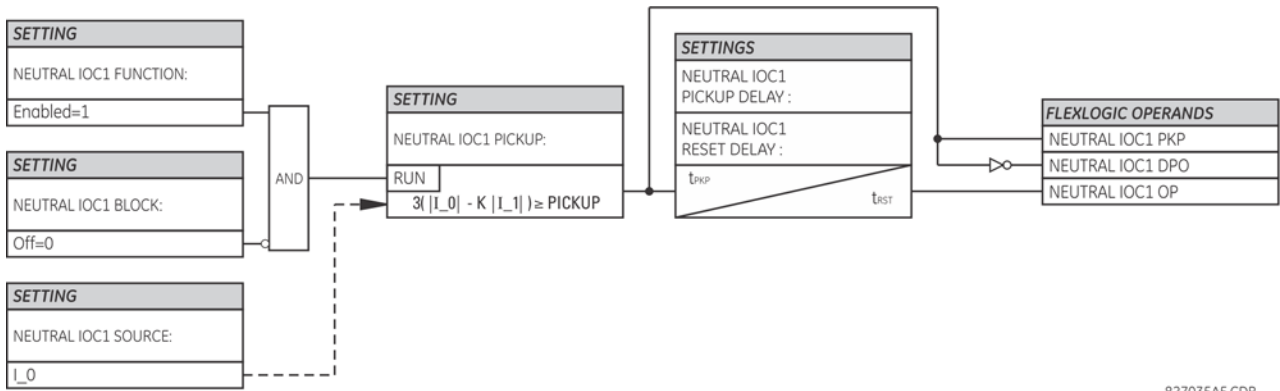 SETTING
NEUTRAL IOC1 FUNCTION:
Enabled=1
SETTING
NEUTRAL IOC1 BLOCK:
Off=0
SETTING
NEUTRAL IOC1 SOURCE:
I_0
AND
SETTING
NEUTRAL IOC1 PICKUP:
RUN
3( |I_0| - K |I_1| ) ≥ PICKUP
SETTINGS
NEUTRAL IOC1
PICKUP DELAY :
NEUTRAL IOC1
RESET DELAY :
tPKP
tRST
FLEXLOGIC OPERANDS
NEUTRAL IOC1 PKP
NEUTRAL IOC1 DPO
NEUTRAL IOC1 OP